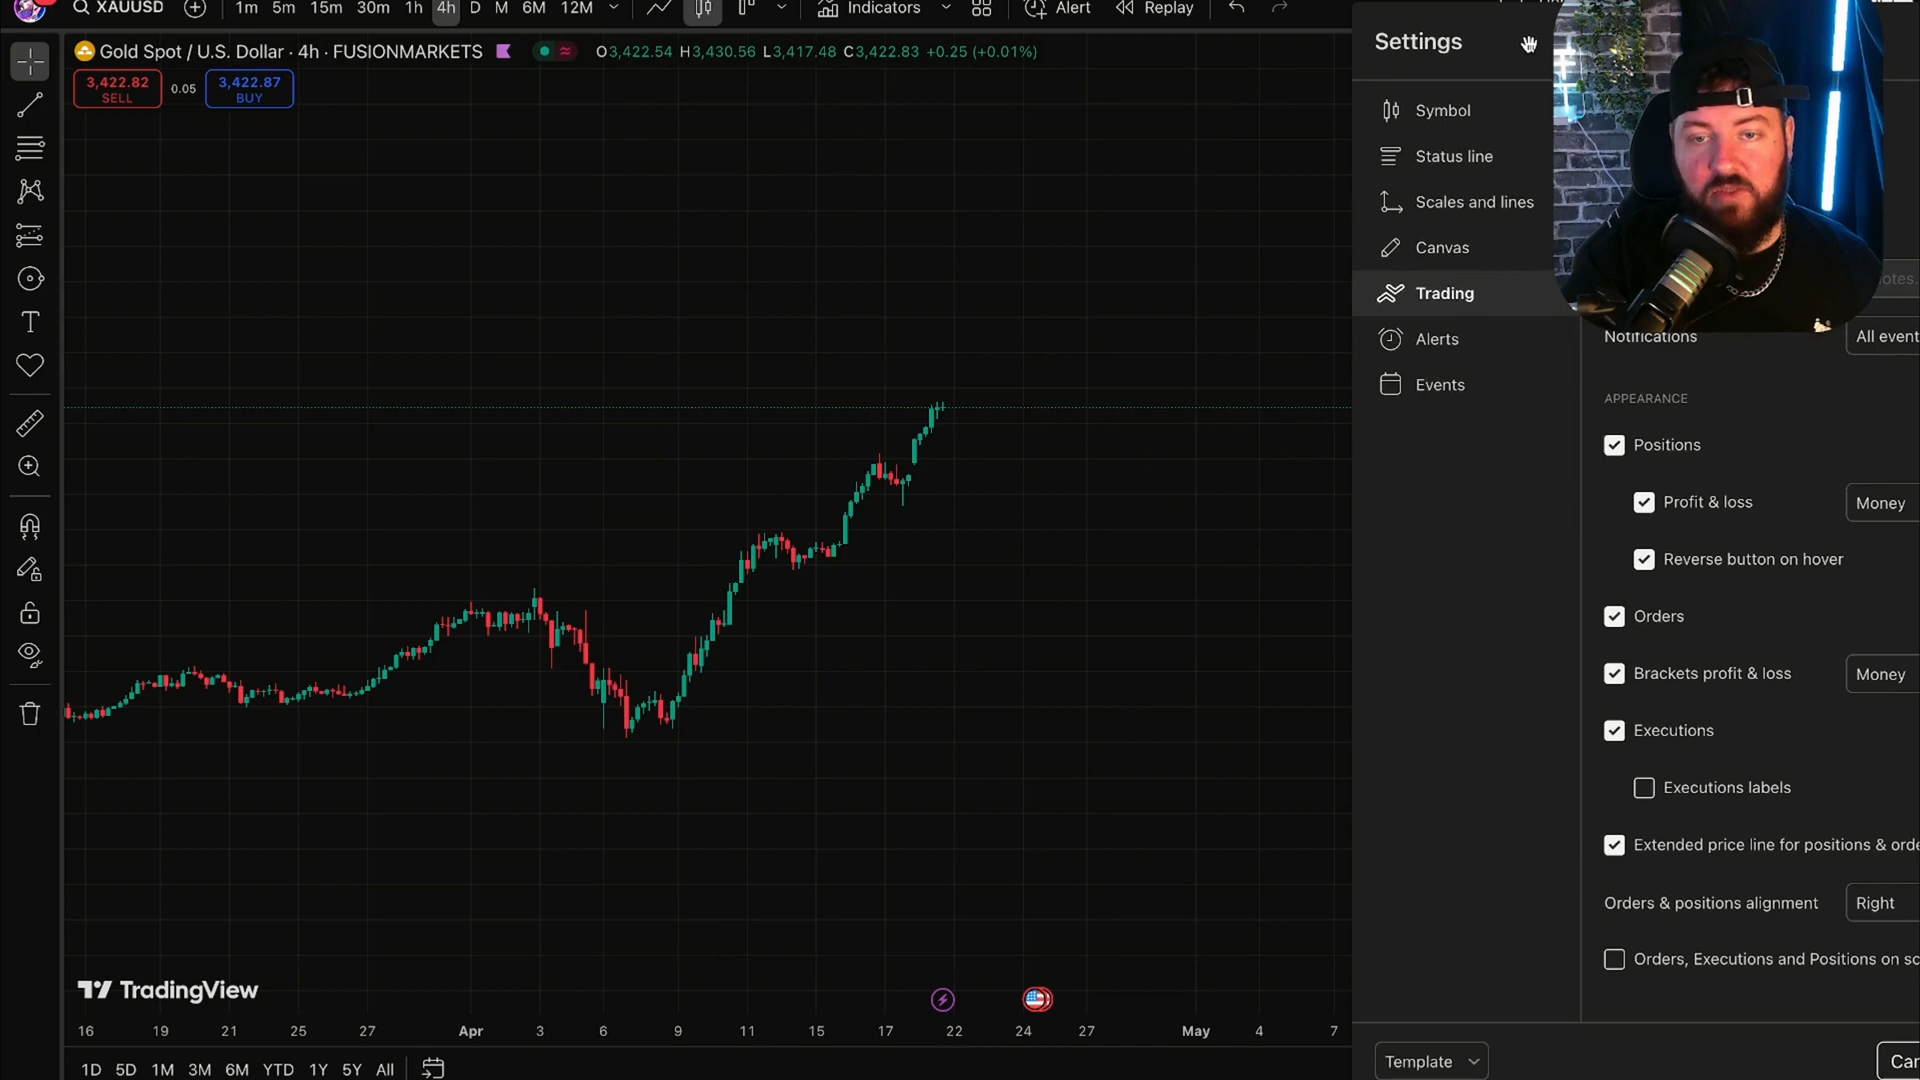 XAUUSD 1m 5m 15m 30m 1h 4h D M 6M 12M Indicators Alert Replay
Gold Spot / U.S. Dollar · 4h · FUSIONMARKETS O3,422.54 H3,430.56 L3,417.48 C3,422.83 +0.25 (+0.01%)
3,422.82 0.05 3,422.87
SELL BUY
TradingView
16 19 21 25 27 Apr 3 6 9 11 15 17 22 24 27 May 4 7
1D 5D 1M 3M 6M YTD 1Y 5Y All
Settings
Symbol
Status line
Scales and lines
Canvas
Trading
Alerts
Events
otes.
Notifications All event
APPEARANCE
Positions
Profit & loss Money
Reverse button on hover
Orders
Brackets profit & loss Money
Executions
Executions labels
Extended price line for positions & orde
Orders & positions alignment Right
Orders, Executions and Positions on sc
Template Can